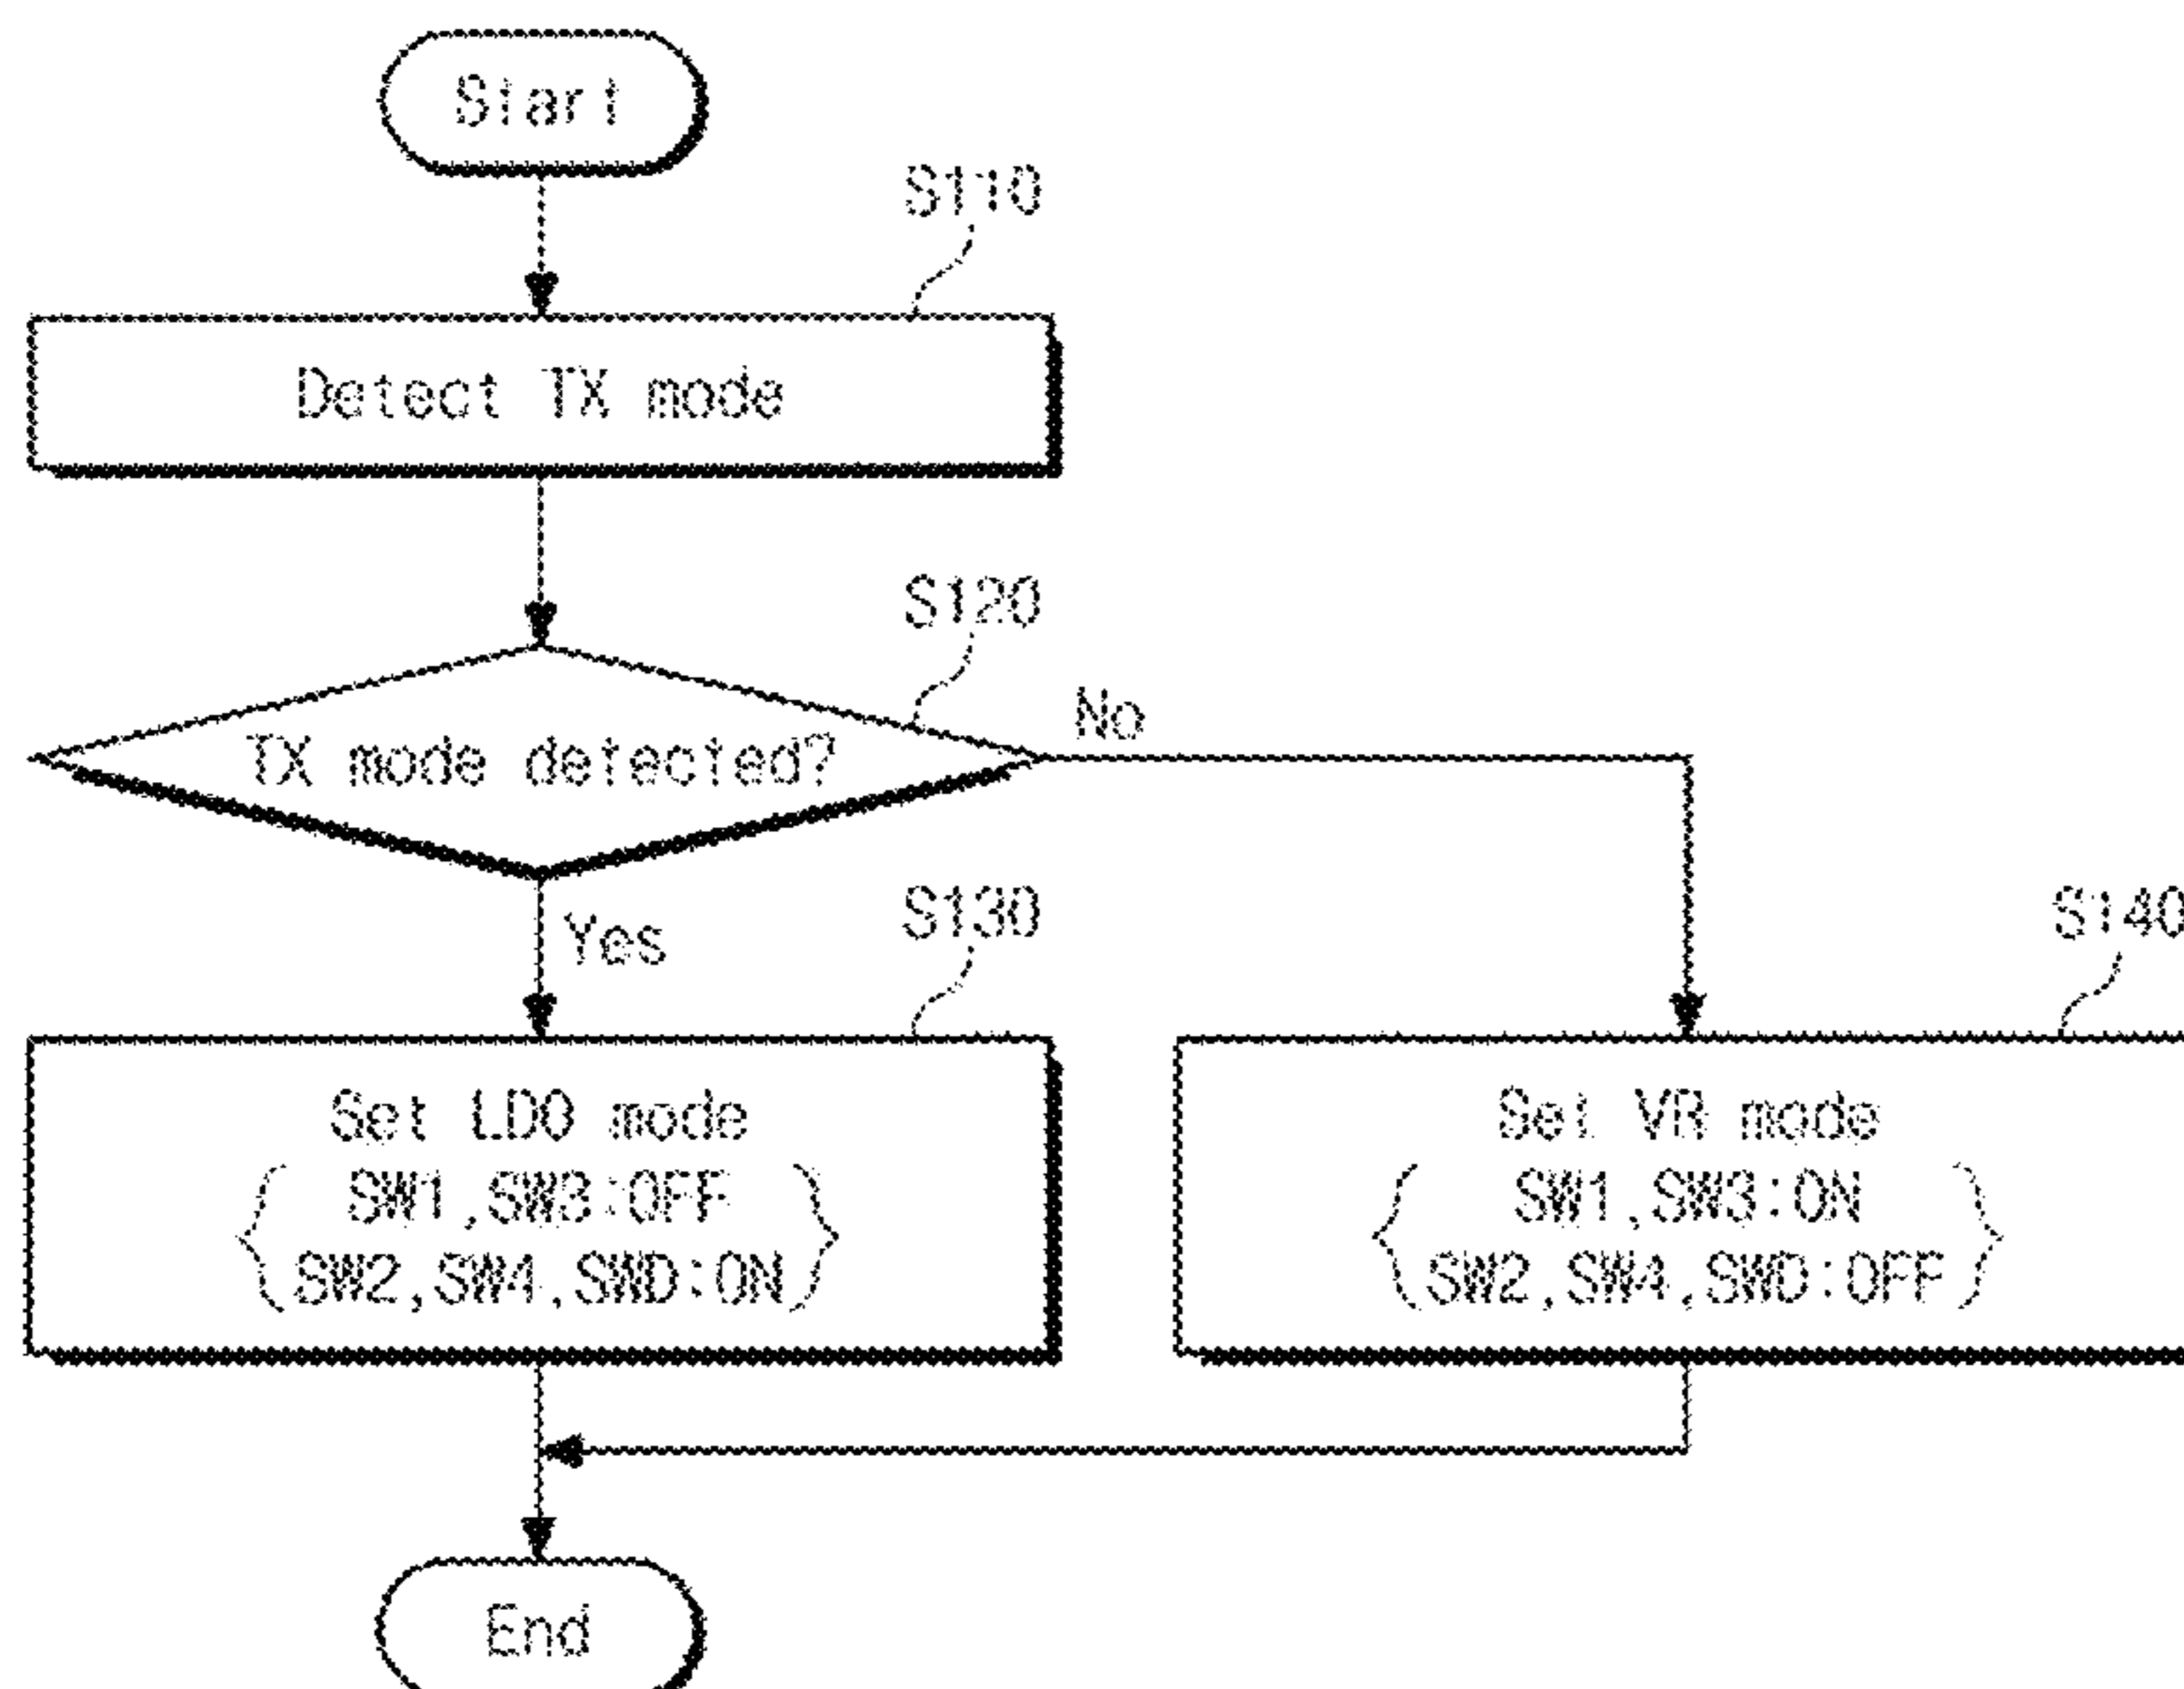 Start
S110
Detect TX mode
S120
No
TX mode detected?
Yes
S130
S140
Set LDO mode
SW1,SW3:OFF
SW2,SW4,SWD:ON
Set VR mode
SW1,SW3:ON
SW2,SW4,SWD:OFF
End